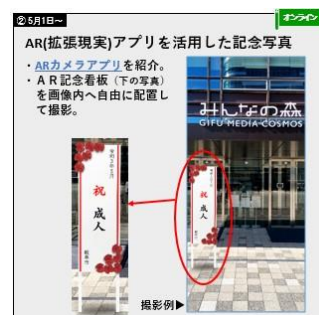 ② 5月1日～
オンライン
AR(拡張現実)アプリを活用した記念写真
・ARカメラアプリを紹介。
・AR記念看板（下の写真）
を画像内へ自由に配置し
て撮影。
みんなの森
GIFU MEDIA COSMOS
祝
成人
祝
成人
撮影例▶